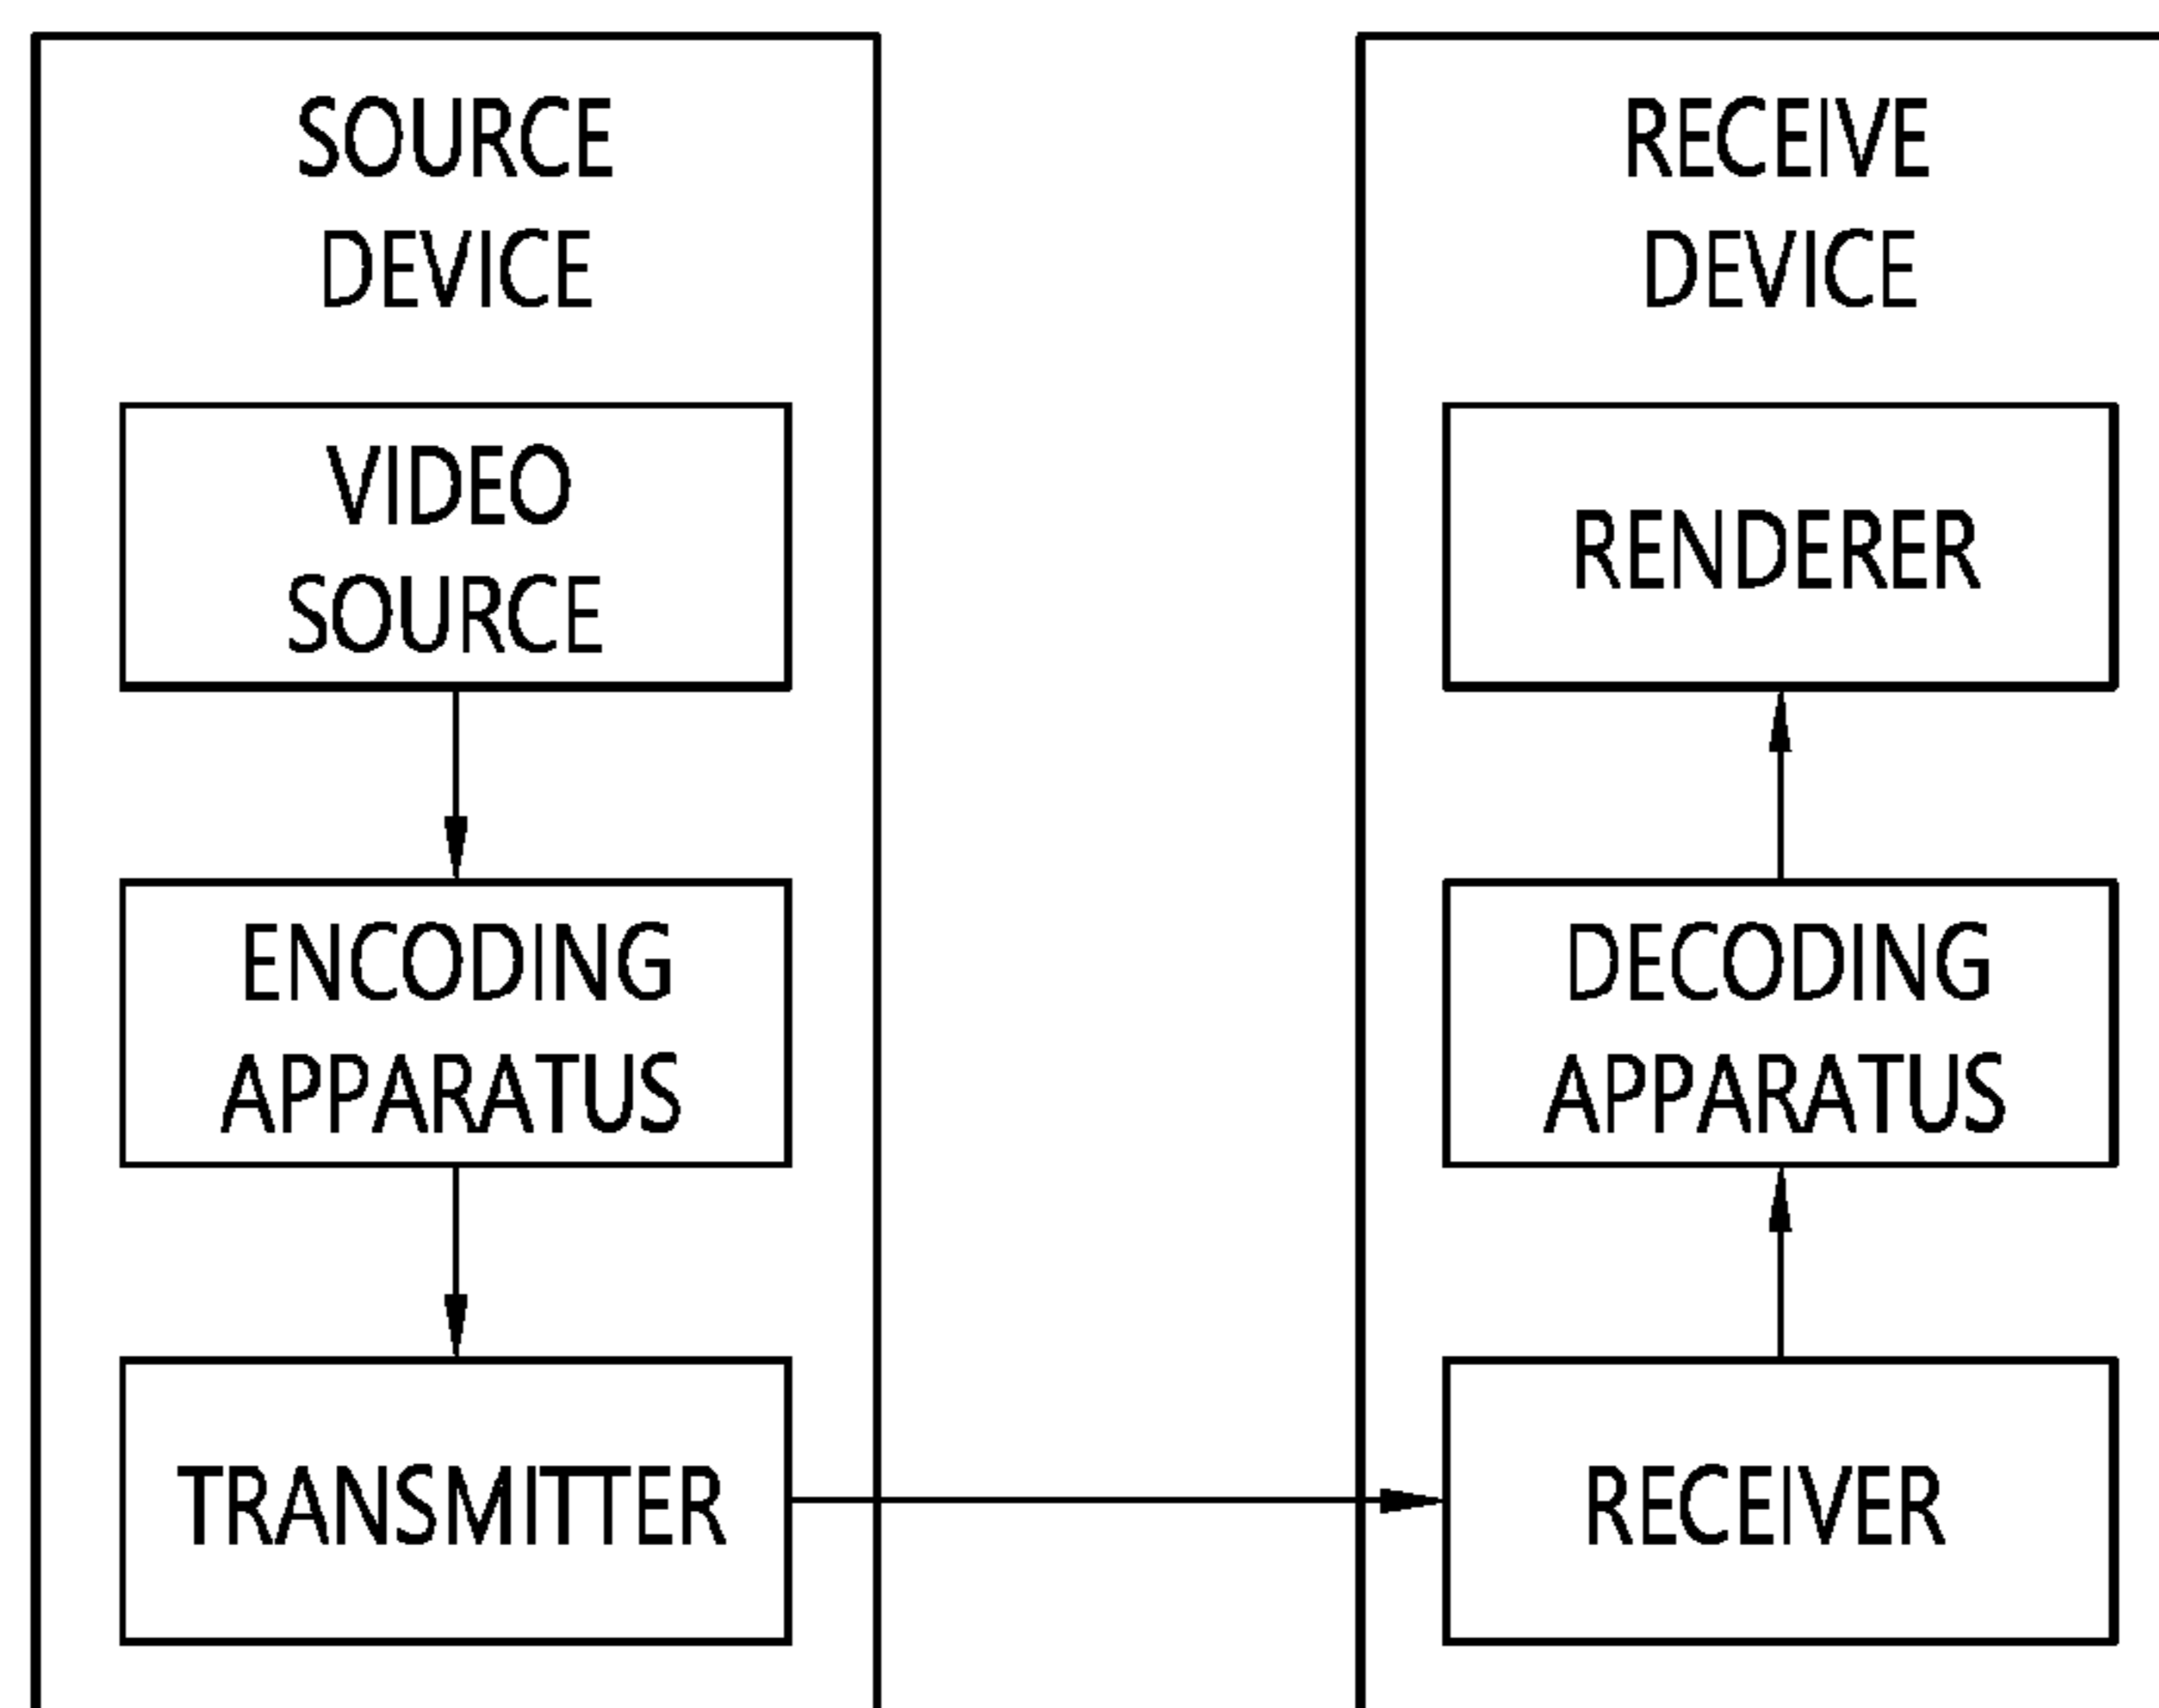 SOURCE
DEVICE
VIDEO
SOURCE
ENCODING
APPARATUS
TRANSMITTER
RECEIVE
DEVICE
RENDERER
DECODING
APPARATUS
RECEIVER